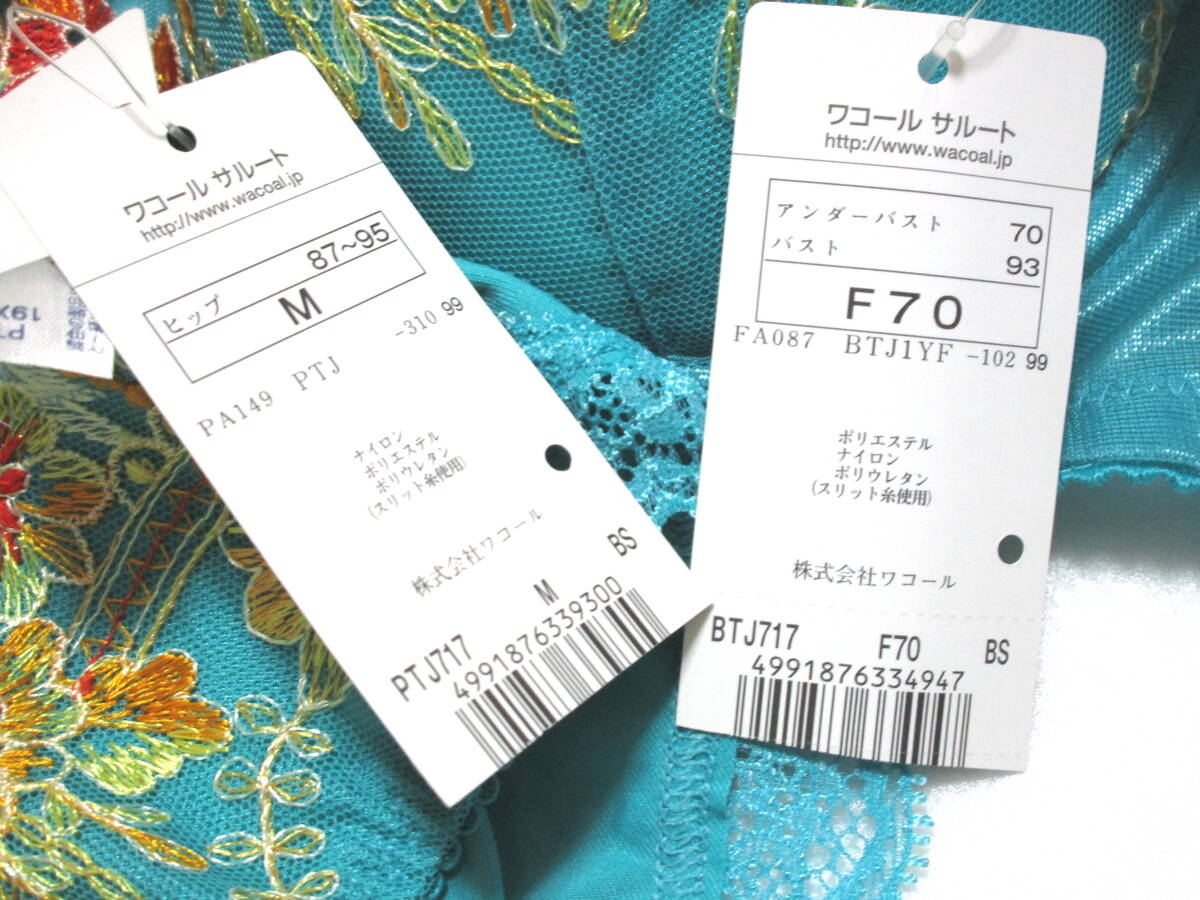 ワコール サルート
http://www.wacoal.jp
ヒップ 87~95
M
PA149 PTJ -310 99
ナイロン
ポリエステル
ポリウレタン
(スリット糸使用)
株式会社ワコール
M BS
PTJ717
4991876339300
ワコール サルート
http://www.wacoal.jp
アンダーバスト 70
バスト 93
F70
FA087 BTJ1YF -102 99
ポリエステル
ナイロン
ポリウレタン
(スリット糸使用)
株式会社ワコール
BTJ717 F70 BS
4991876334947